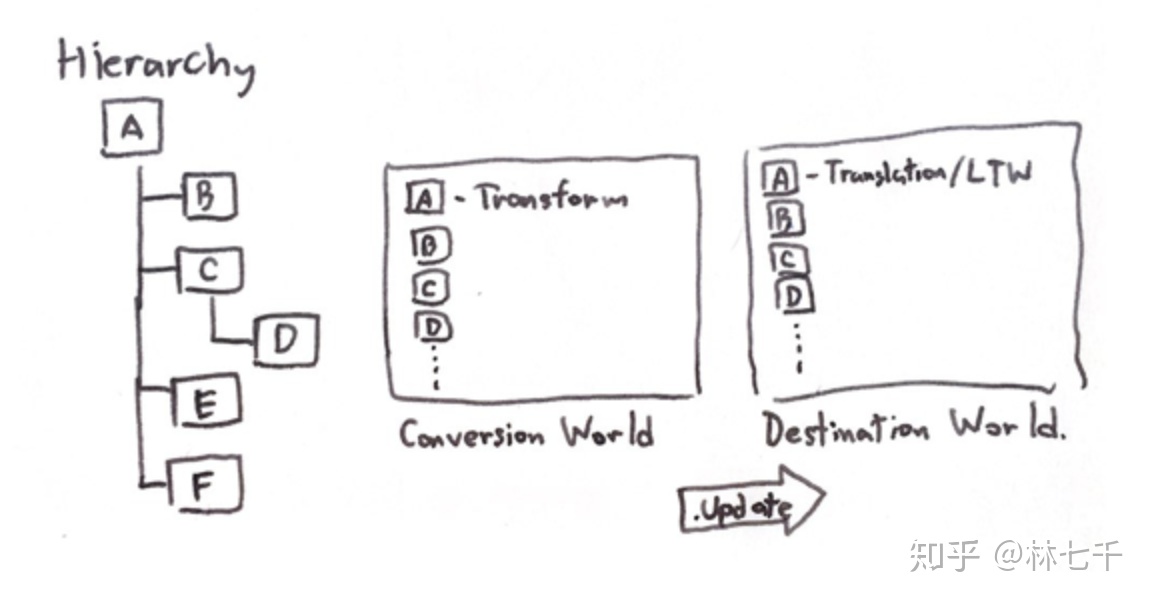 Hierarchy
A
B
C
D
E
F
A - Transform
B
C
D
Conversion World
A - Translation/LTW
B
C
D
Destination World.
.Update
知乎 @林七千